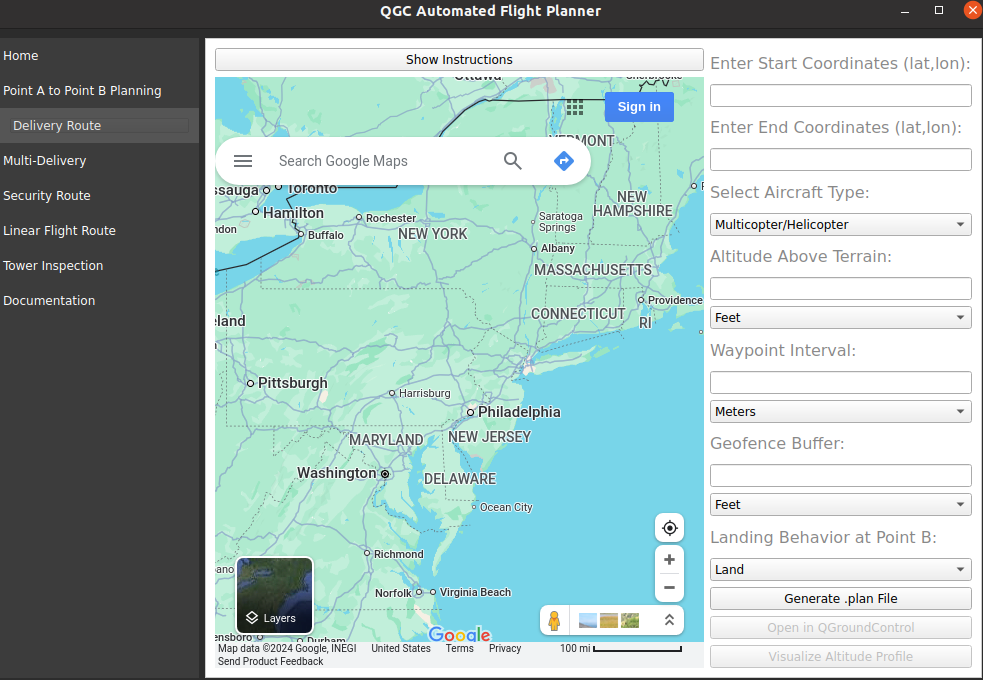 QGC Automated Flight Planner
Home
Point A to Point B Planning
Delivery Route
Multi-Delivery
Security Route
Linear Flight Route
Tower Inspection
Documentation
Show Instructions
Ottawa
Sherbrooke
Sign in
VERMONT
Search Google Maps
ssauga
Toronto
NEW
HAMPSHIRE
Hamilton
Rochester
Saratoga
Springs
ndon
Buffalo
NEW YORK
Albany
MASSACHUSETTS
Providence
CONNECTICUT
RI
eland
Pittsburgh
Harrisburg
Philadelphia
MARYLAND
NEW JERSEY
Washington
DELAWARE
Ocean City
Richmond
Norfolk
Virginia Beach
Layers
ensboro
Durham
Google
Map data ©2024 Google, INEGI
United States
Terms
Privacy
100 mi
Send Product Feedback
Enter Start Coordinates (lat,lon):
Enter End Coordinates (lat,lon):
Select Aircraft Type:
Multicopter/Helicopter
Altitude Above Terrain:
Feet
Waypoint Interval:
Meters
Geofence Buffer:
Feet
Landing Behavior at Point B:
Land
Generate .plan File
Open in QGroundControl
Visualize Altitude Profile